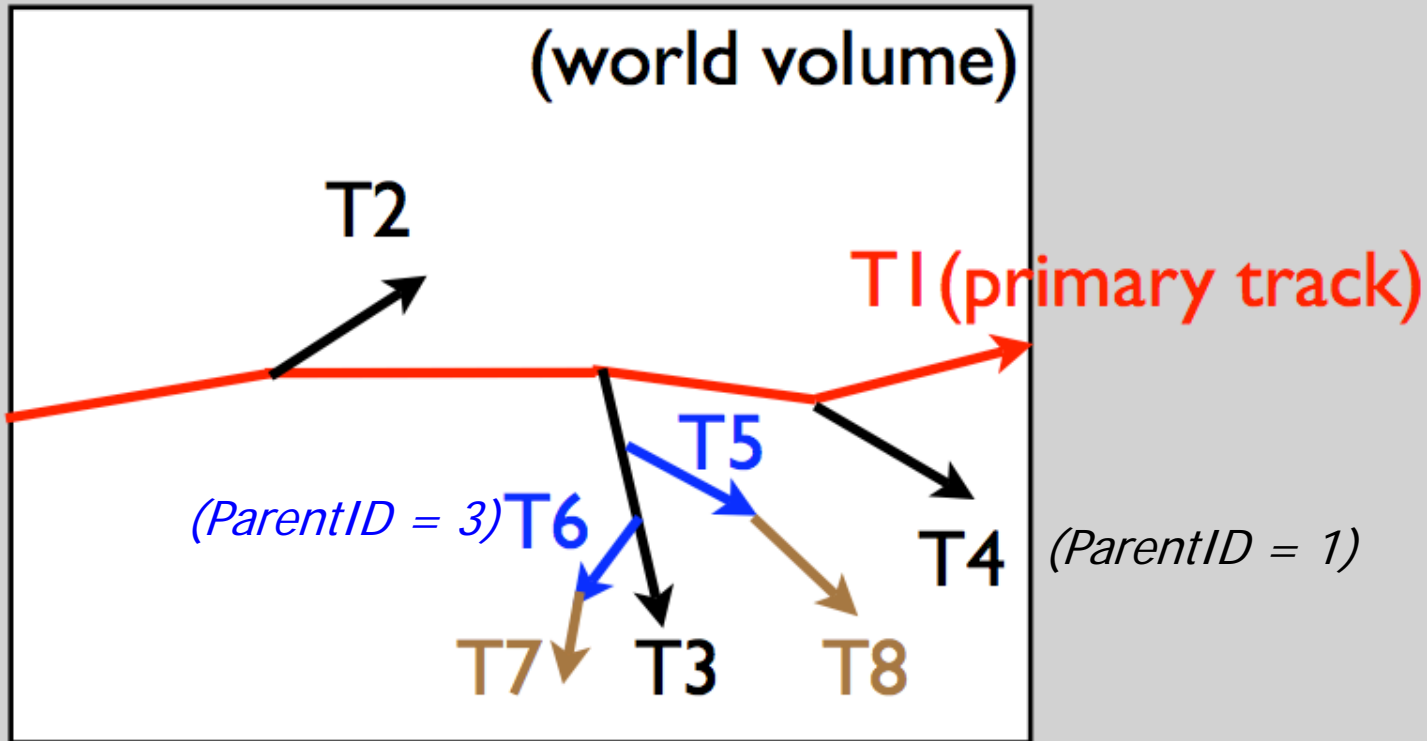 (world volume)
T2
T1(primary track)
T5
(ParentID = 3) T6
T4 (ParentID = 1)
T7 T3 T8